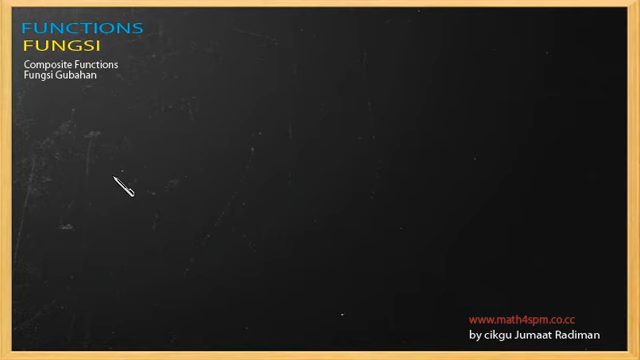 FUNCTIONS
FUNGSI
Composite Functions
Fungsi Gubahan
www.math4spm.co.cc
by cikgu Jumaat Radiman